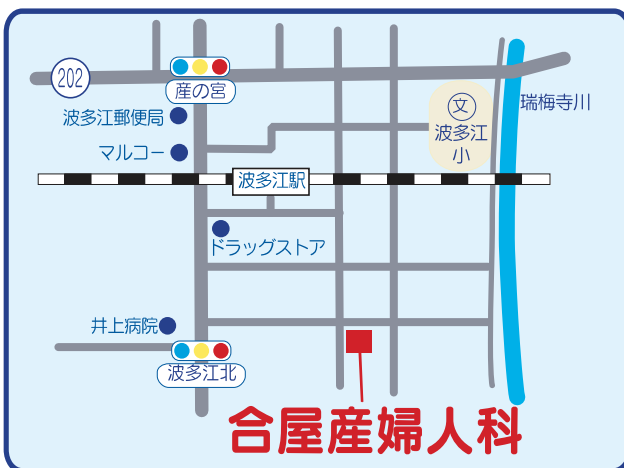 202
産の宮
波多江郵便局
マルコー
文
波多江
小
瑞梅寺川
波多江駅
ドラッグストア
井上病院
波多江北
合屋産婦人科